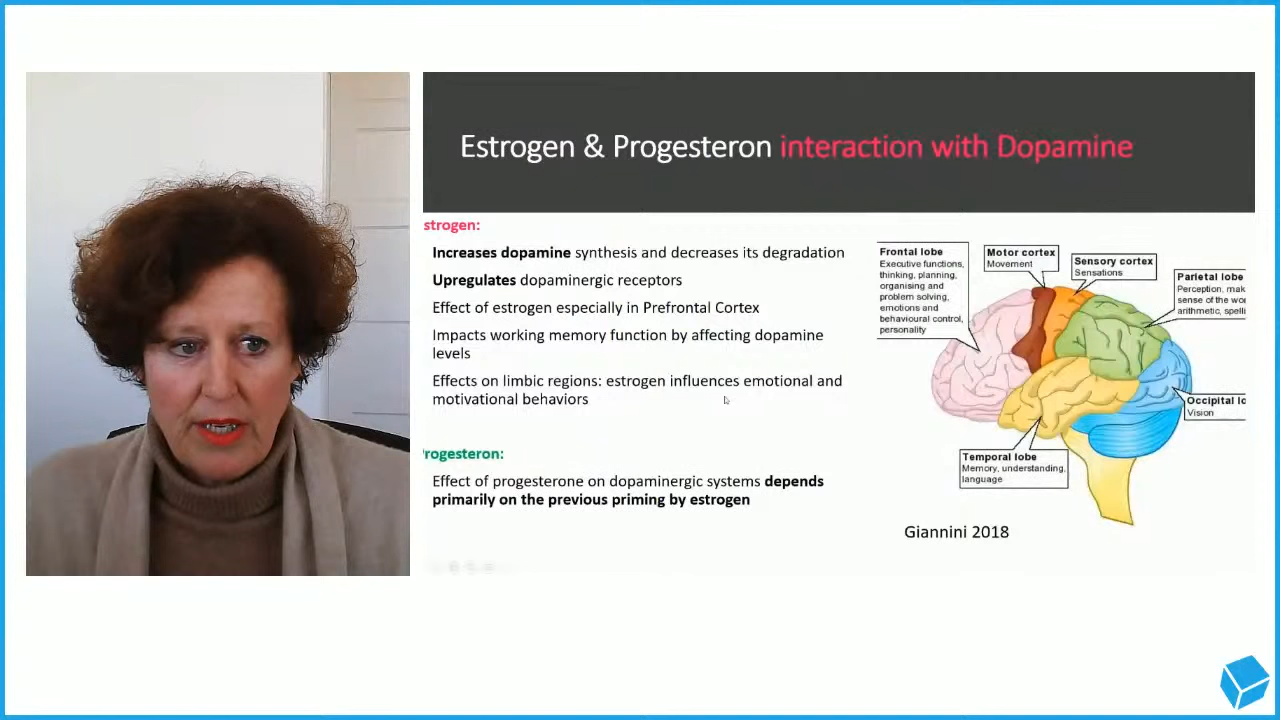 Estrogen & Progesteron interaction with Dopamine
strogen:
Increases dopamine synthesis and decreases its degradation
Upregulates dopaminergic receptors
Effect of estrogen especially in Prefrontal Cortex
Impacts working memory function by affecting dopamine
levels
Effects on limbic regions: estrogen influences emotional and
motivational behaviors
rogesteron:
Effect of progesterone on dopaminergic systems depends
primarily on the previous priming by estrogen
Frontal lobe
Executive functions,
thinking, planning,
organising and
problem solving,
emotions and
behavioural control,
personality
Motor cortex
Movement
Sensory cortex
Sensations
Parietal lobe
Perception, mak
sense of the wo
arithmetic, spelli
Occipital lo
Vision
Temporal lobe
Memory, understanding,
language
Giannini 2018